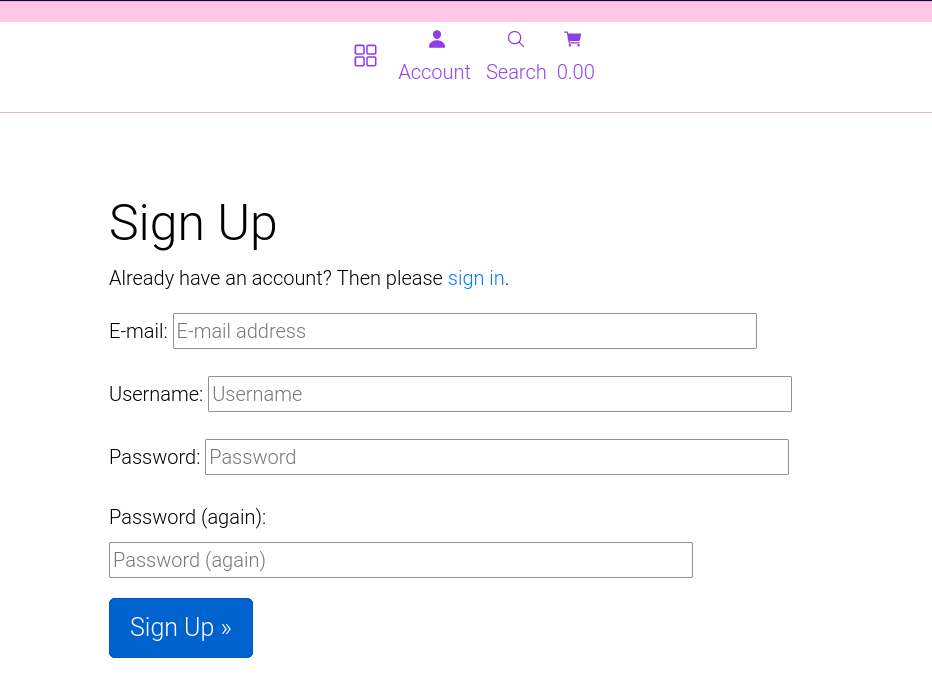 Account Search 0.00
Sign Up
Already have an account? Then please sign in.
E-mail: E-mail address
Username: Username
Password: Password
Password (again):
Password (again)
Sign Up »